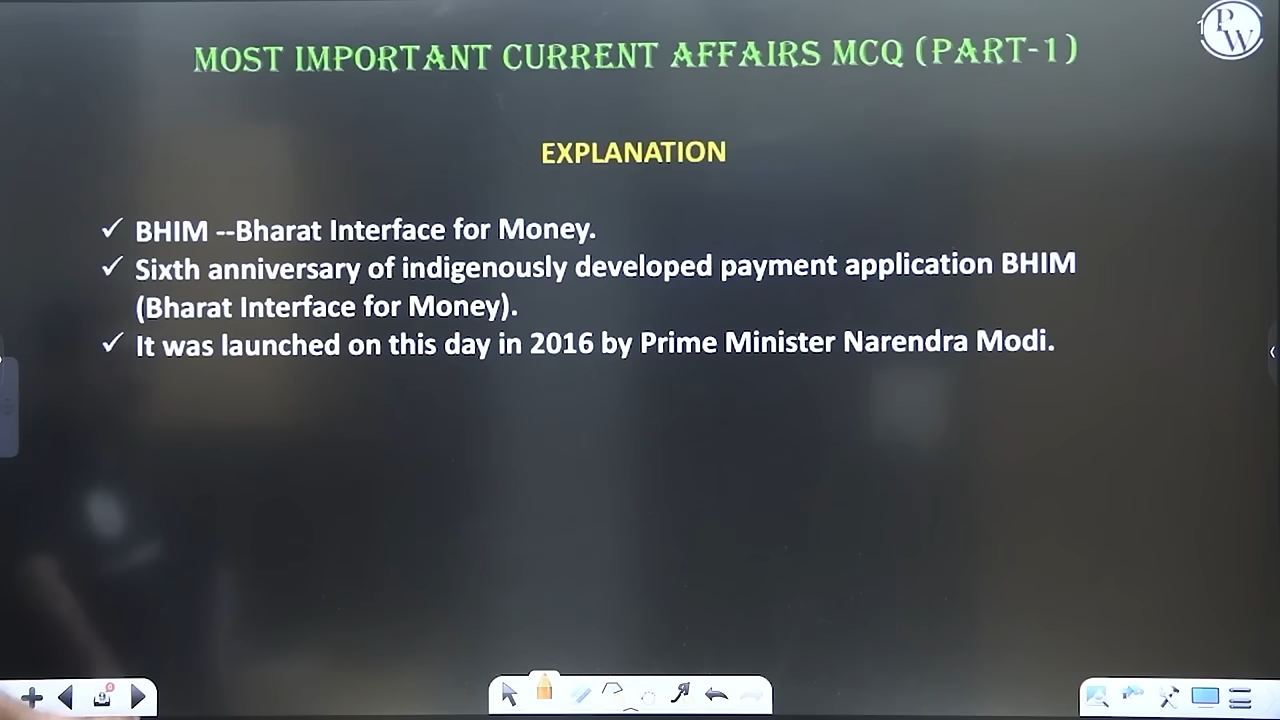 MOST IMPORTANT CURRENT AFFAIRS MCQ (PART-1)
PW
EXPLANATION
✓ BHIM --Bharat Interface for Money.
✓ Sixth anniversary of indigenously developed payment application BHIM
(Bharat Interface for Money).
✓ It was launched on this day in 2016 by Prime Minister Narendra Modi.